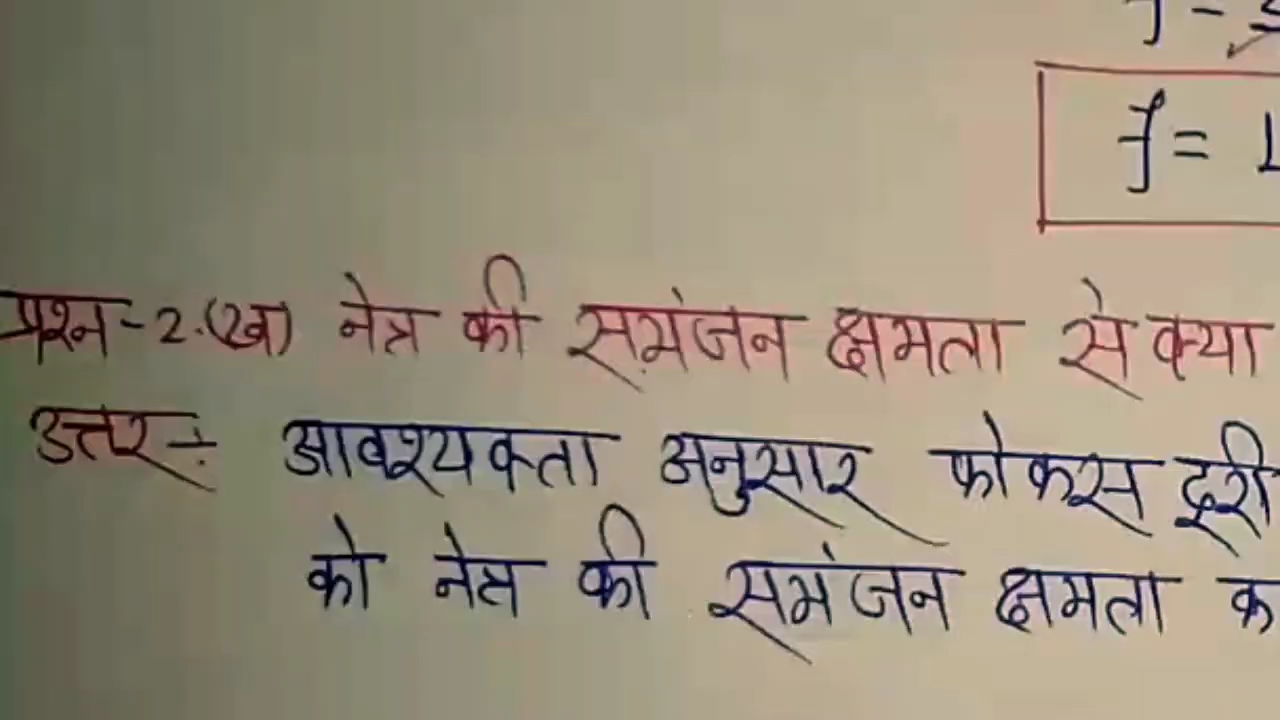 f =
प्रश्न-2.(ख) नेत्र की समंजन क्षमता से क्या
उत्तर÷ आवश्यकता अनुसार फोकस दूरी
को नेत्र की समंजन क्षमता क